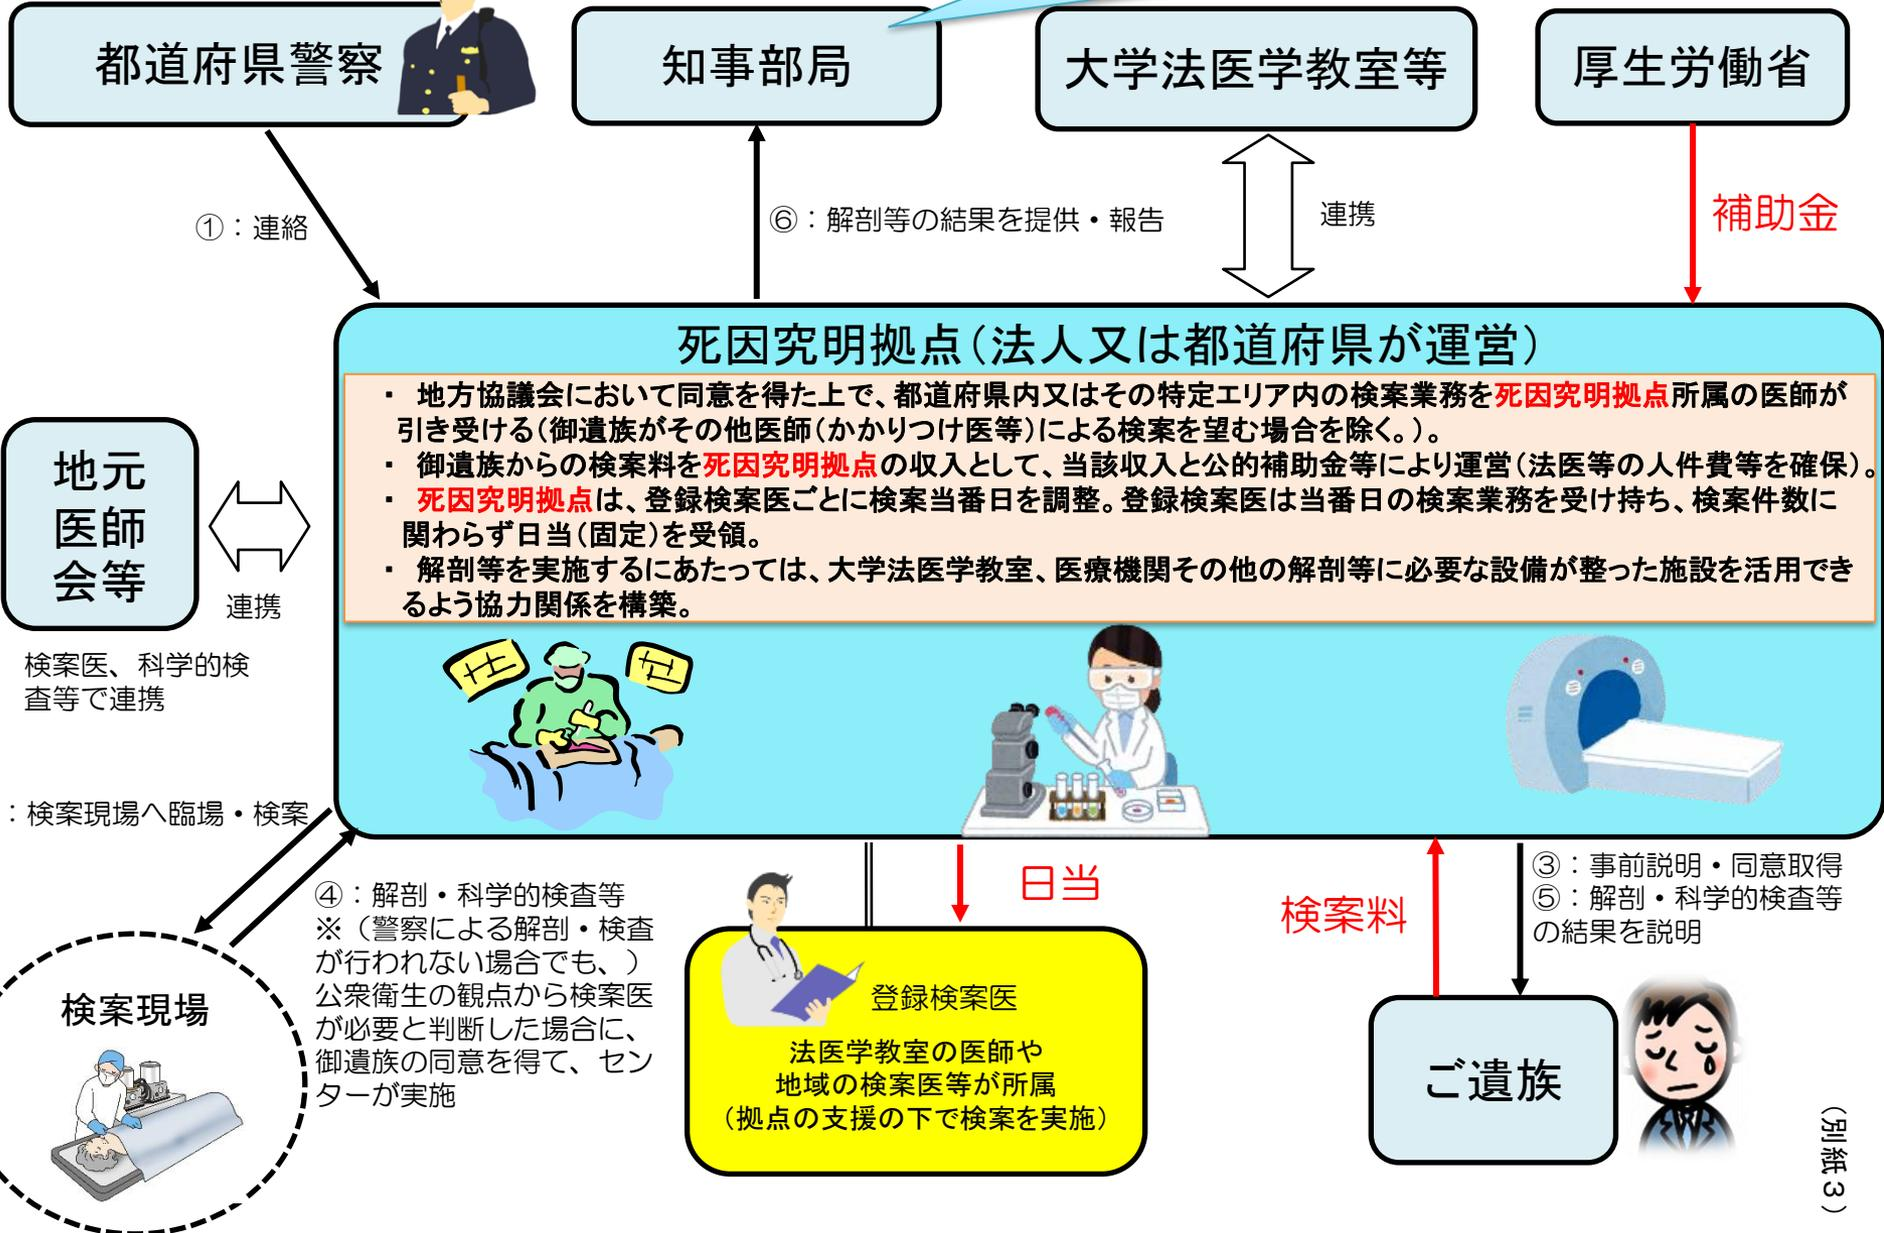 都道府県警察
知事部局
大学法医学教室等
厚生労働省
①：連絡
⑥：解剖等の結果を提供・報告
連携
補助金
死因究明拠点（法人又は都道府県が運営）
・ 地方協議会において同意を得た上で、都道府県内又はその特定エリア内の検案業務を死因究明拠点所属の医師が
引き受ける（御遺族がその他医師（かかりつけ医等）による検案を望む場合を除く。）。
・ 御遺族からの検案料を死因究明拠点の収入として、当該収入と公的補助金等により運営（法医等の人件費等を確保）。
・ 死因究明拠点は、登録検案医ごとに検案当番日を調整。登録検案医は当番日の検案業務を受け持ち、検案件数に
関わらず日当（固定）を受領。
・ 解剖等を実施するにあたっては、大学法医学教室、医療機関その他の解剖等に必要な設備が整った施設を活用でき
るよう協力関係を構築。
地元
医師
会等
連携
検案医、科学的検
査等で連携
：検案現場へ臨場・検案
検案現場
④：解剖・科学的検査等
※（警察による解剖・検査
が行われない場合でも、）
公衆衛生の観点から検案医
が必要と判断した場合に、
御遺族の同意を得て、セン
ターが実施
日当
登録検案医
法医学教室の医師や
地域の検案医等が所属
（拠点の支援の下で検案を実施）
検案料
③：事前説明・同意取得
⑤：解剖・科学的検査等
の結果を説明
ご遺族
（別紙３）